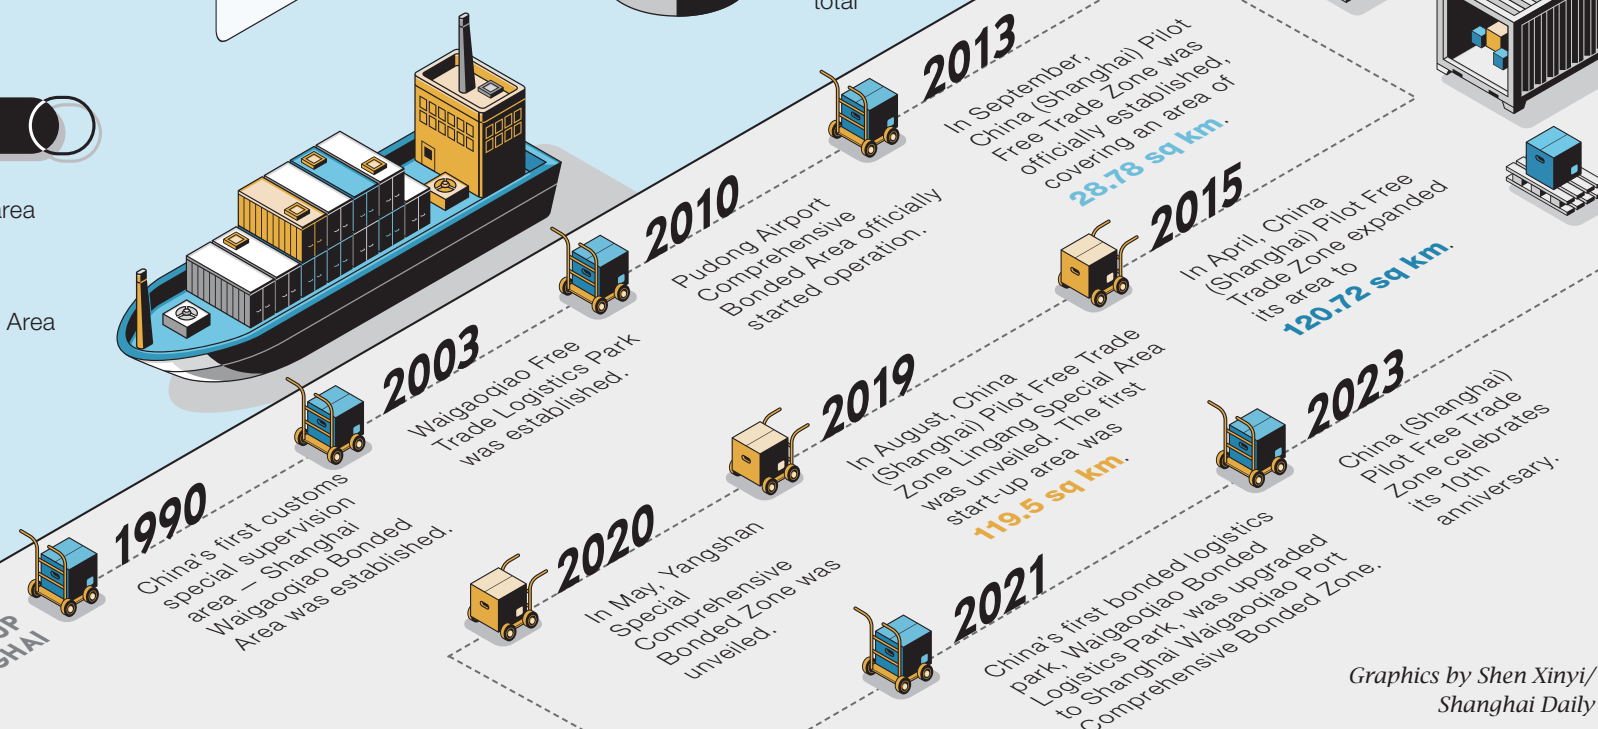 total
area
Area
UP
GHAI
1990
China's first customs
special supervision
area — Shanghai
Waigaoqiao Bonded
Area was established.
2003
Waigaoqiao Free
Trade Logistics Park
was established.
2010
Pudong Airport
Comprehensive
Bonded Area officially
started operation.
2013
In September,
China (Shanghai) Pilot
Free Trade Zone was
officially established,
covering an area of
28.78 sq km.
2015
In April, China
(Shanghai) Pilot Free
Trade Zone expanded
its area to
120.72 sq km.
2019
In August, China
(Shanghai) Pilot Free Trade
Zone Lingang Special Area
was unveiled. The first
start-up area was
119.5 sq km.
2020
In May, Yangshan
Special
Comprehensive
Bonded Zone was
unveiled.
2021
China's first bonded logistics
park, Waigaoqiao Bonded
Logistics Park, was upgraded
to Shanghai Waigaoqiao Port
Comprehensive Bonded Zone.
2023
China (Shanghai)
Pilot Free Trade
Zone celebrates
its 10th
anniversary.
Graphics by Shen Xinyi/
Shanghai Daily